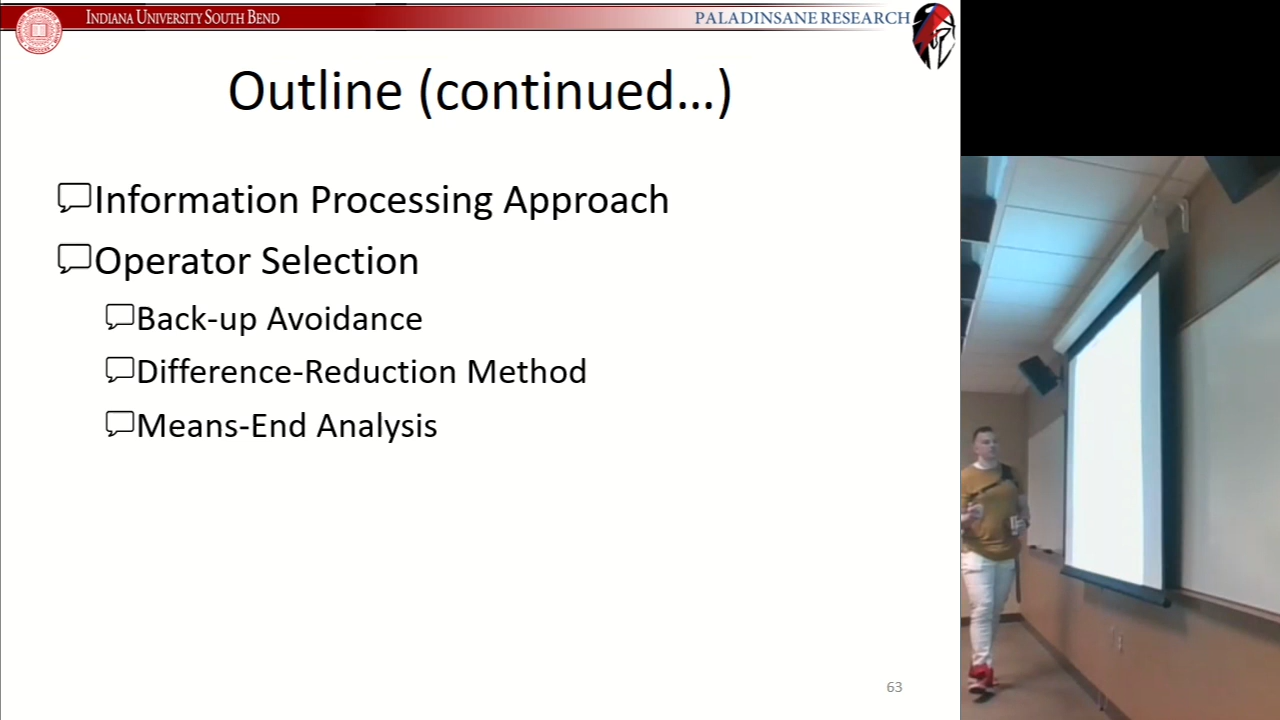 INDIANA UNIVERSITY SOUTH BEND
PALADINSANE RESEARCH
Outline (continued…)
Information Processing Approach
Operator Selection
Back-up Avoidance
Difference-Reduction Method
Means-End Analysis
63